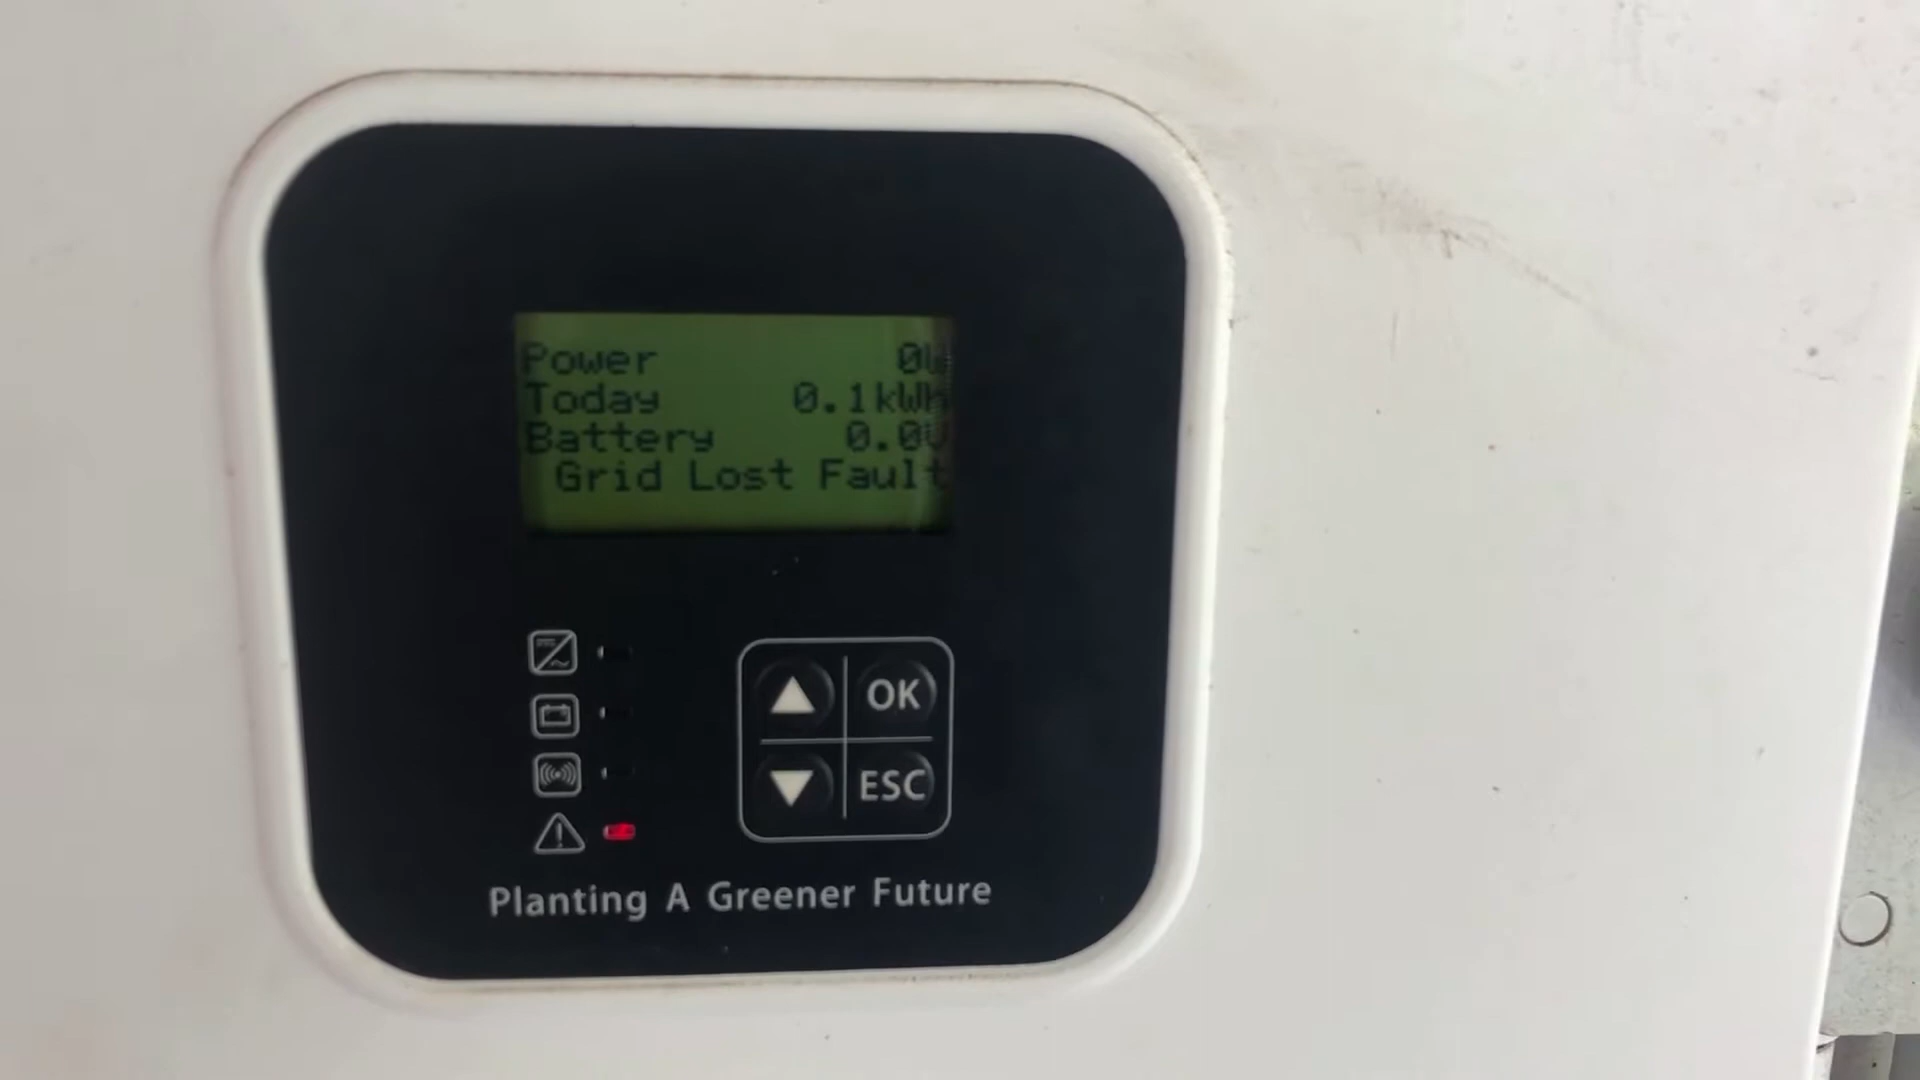 Power 0W
Today 0.1kWh
Battery 0.0V
Grid Lost Fault
OK
ESC
Planting A Greener Future